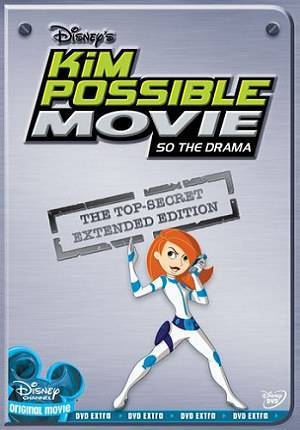 Disney's
KIM
POSSIBLE
MOVIE
SO THE DRAMA
THE TOP-SECRET
EXTENDED EDITION
Disney
CHANNEL
ORIGINAL MOVIE
DVD EXTRA • DVD EXTRA • DVD EXTRA • DVD EXTRA
Disney
DVD